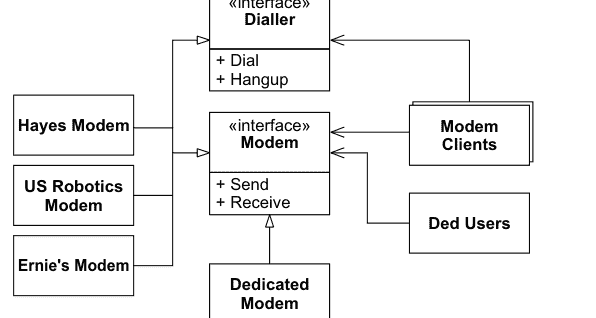 «interface»
Dialler
+ Dial
+ Hangup
Hayes Modem
«interface»
Modem
Modem
Clients
US Robotics
Modem
+ Send
+ Receive
Ded Users
Ernie's Modem
Dedicated
Modem